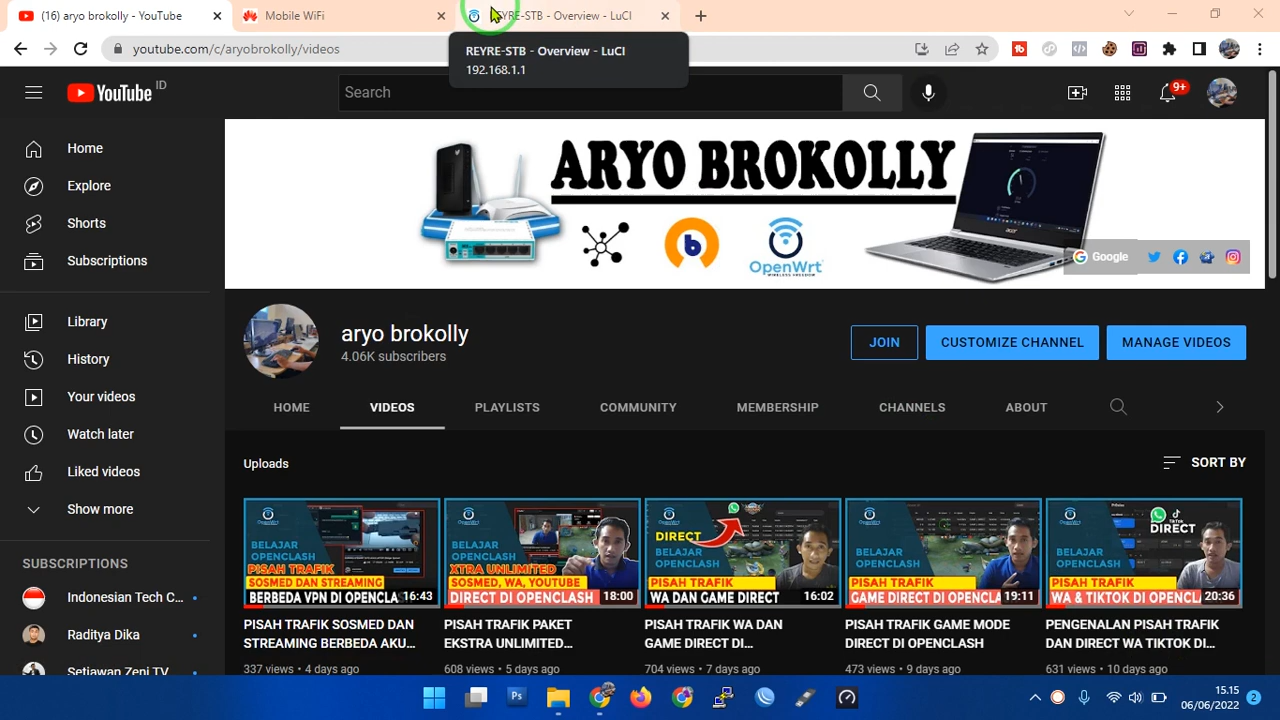 (16) aryo brokolly - YouTube
Mobile WiFi
REYRE-STB - Overview - LuCI
youtube.com/c/aryobrokolly/videos
REYRE-STB - Overview - LuCI
192.168.1.1
YouTube ID
Search
9+
Home
Explore
Shorts
Subscriptions
Library
History
Your videos
Watch later
Liked videos
Show more
SUBSCRIPTIONS
Indonesian Tech C...
Raditya Dika
Setiawan Zeni TV
ARYO BROKOLLY
b
OpenWrt
WIRELESS FREEDOM
Google
aryo brokolly
4.06K subscribers
JOIN
CUSTOMIZE CHANNEL
MANAGE VIDEOS
HOME
VIDEOS
PLAYLISTS
COMMUNITY
MEMBERSHIP
CHANNELS
ABOUT
Uploads
SORT BY
BELAJAR
OPENCLASH
PISAH TRAFIK
SOSMED DAN STREAMING
BERBEDA VPN DI OPENCLA
16:43
PISAH TRAFIK SOSMED DAN
STREAMING BERBEDA AKU...
337 views • 4 days ago
BELAJAR
OPENCLASH
XTRA UNLIMITED
SOSMED, WA, YOUTUBE
DIRECT DI OPENCLASH
18:00
PISAH TRAFIK PAKET
EKSTRA UNLIMITED...
608 views • 5 days ago
DIRECT
BELAJAR
OPENCLASH
PISAH TRAFIK
WA DAN GAME DIRECT
16:02
PISAH TRAFIK WA DAN
GAME DIRECT DI...
704 views • 7 days ago
BELAJAR
OPENCLASH
PISAH TRAFIK
GAME DIRECT DI OPENCLA
19:11
PISAH TRAFIK GAME MODE
DIRECT DI OPENCLASH
473 views • 9 days ago
DIRECT
BELAJAR
OPENCLASH
PISAH TRAFIK
WA & TIKTOK DI OPENCL
20:36
PENGENALAN PISAH TRAFIK
DAN DIRECT WA TIKTOK DI...
631 views • 10 days ago
Ps
15.15
06/06/2022
2